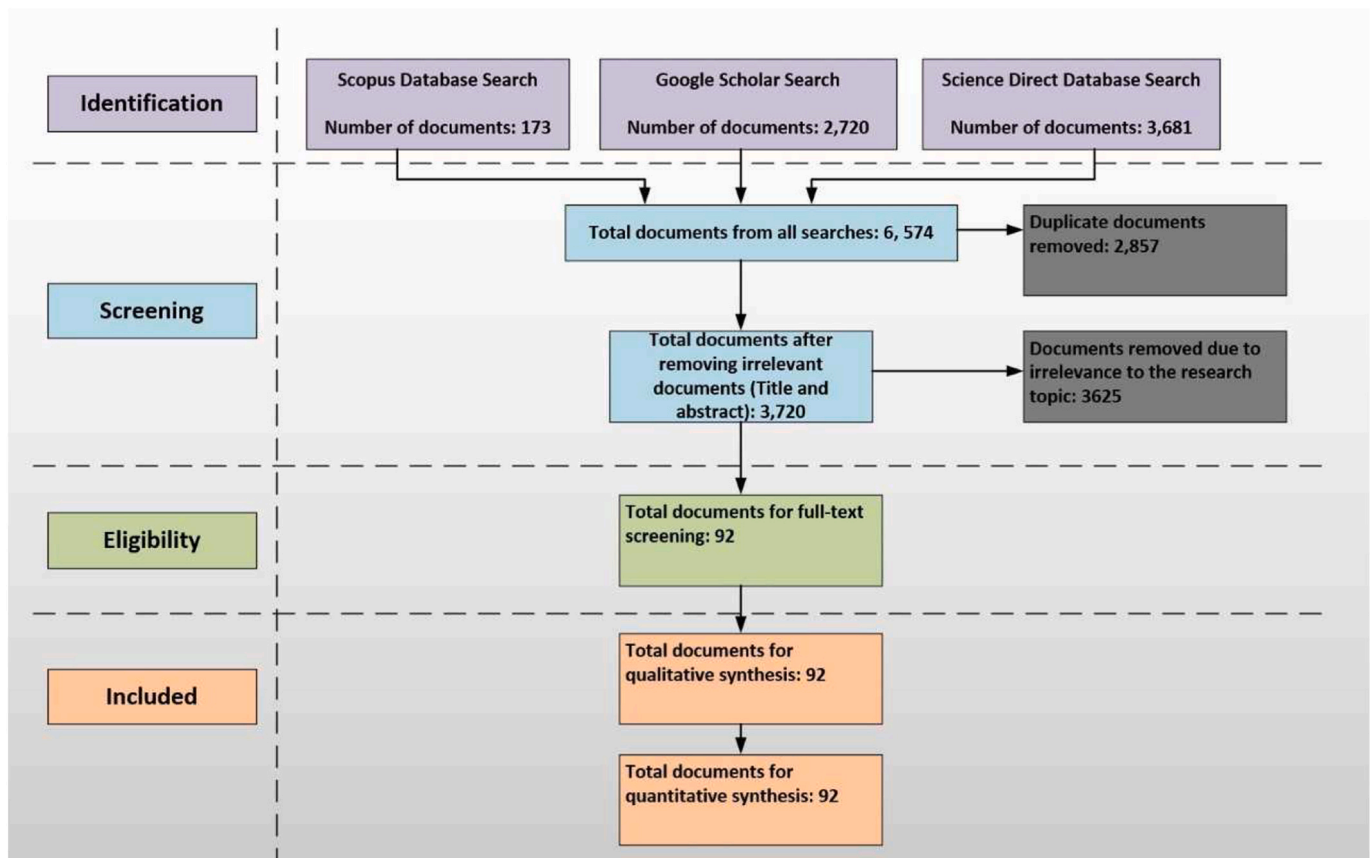 Identification
Scopus Database Search
Number of documents: 173
Google Scholar Search
Number of documents: 2,720
Science Direct Database Search
Number of documents: 3,681
Screening
Total documents from all searches: 6, 574
Duplicate documents
removed: 2,857
Total documents after
removing irrelevant
documents (Title and
abstract): 3,720
Documents removed due to
irrelevance to the research
topic: 3625
Eligibility
Total documents for full-text
screening: 92
Included
Total documents for
qualitative synthesis: 92
Total documents for
quantitative synthesis: 92